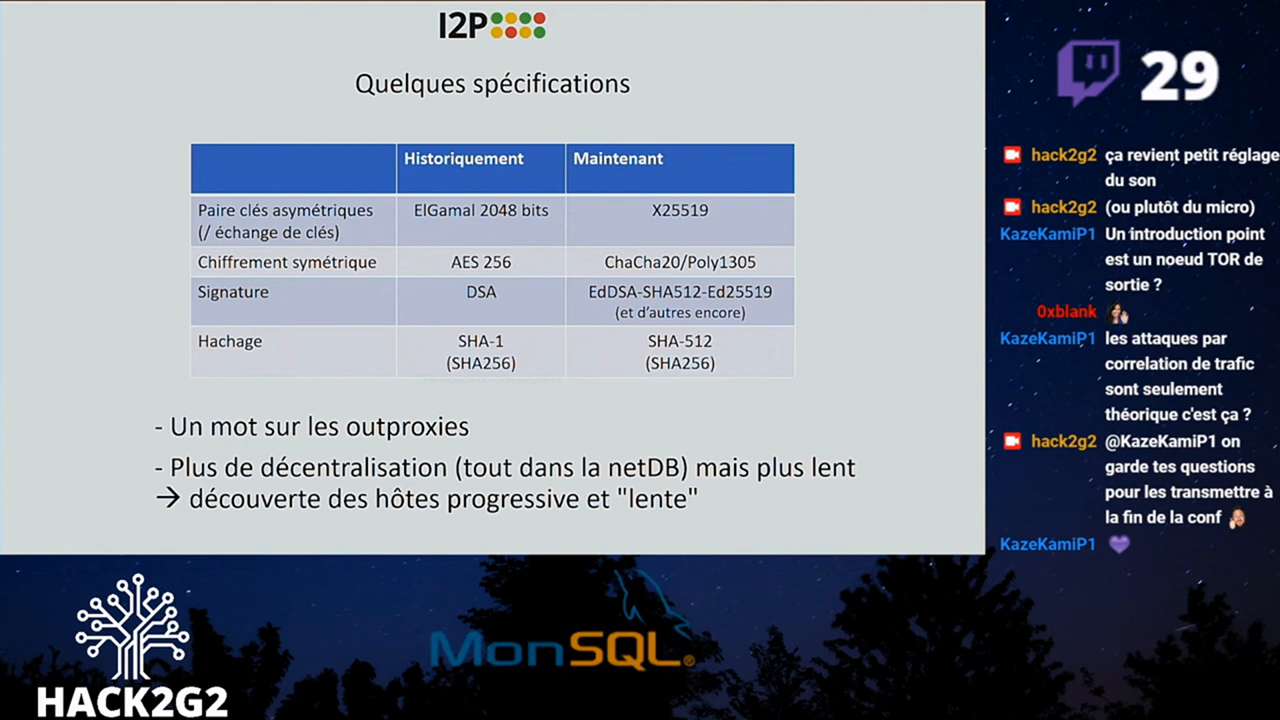 I2P
Quelques spécifications
Historiquement Maintenant
Paire clés asymétriques
(/ échange de clés)
ElGamal 2048 bits
X25519
Chiffrement symétrique AES 256 ChaCha20/Poly1305
Signature DSA EdDSA-SHA512-Ed25519
(et d'autres encore)
Hachage SHA-1 SHA-512
(SHA256) (SHA256)
- Un mot sur les outproxies
- Plus de décentralisation (tout dans la netDB) mais plus lent
→ découverte des hôtes progressive et "lente"
29
hack2g2 ça revient petit réglage
du son
hack2g2 (ou plutôt du micro)
KazeKamiP1 Un introduction point
est un noeud TOR de
sortie ?
0xblank
KazeKamiP1 les attaques par
correlation de trafic
sont seulement
théorique c'est ça ?
hack2g2 @KazeKamiP1 on
garde tes questions
pour les transmettre à
la fin de la conf
KazeKamiP1
HACK2G2
MonSQL®